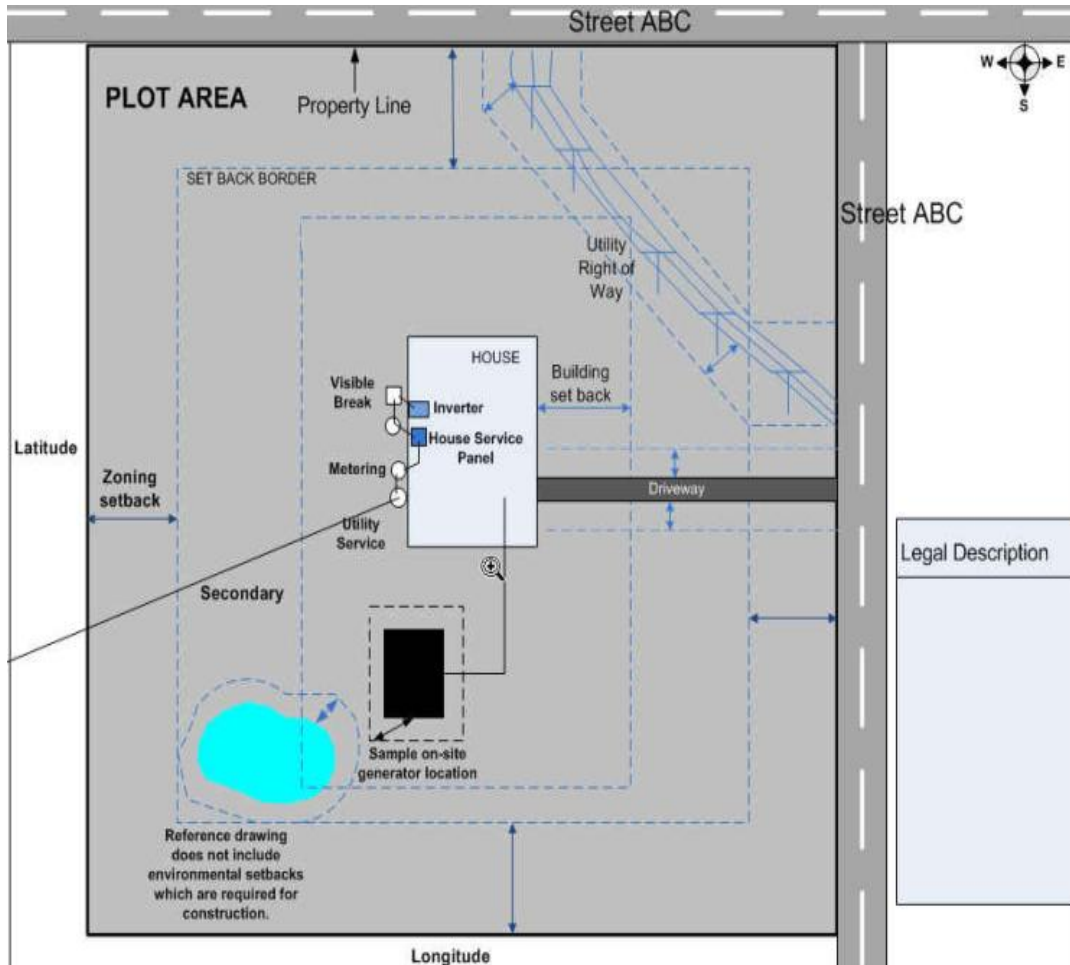 Street ABC
W
E
S
PLOT AREA
Property Line
SET BACK BORDER
Street ABC
Utility
Right of
Way
HOUSE
Visible
Break
Inverter
Building
set back
House Service
Panel
Latitude
Metering
Zoning
setback
Driveway
Utility
Service
Legal Description
Secondary
Sample on-site
generator location
Reference drawing
does not include
environmental setbacks
which are required for
construction.
Longitude